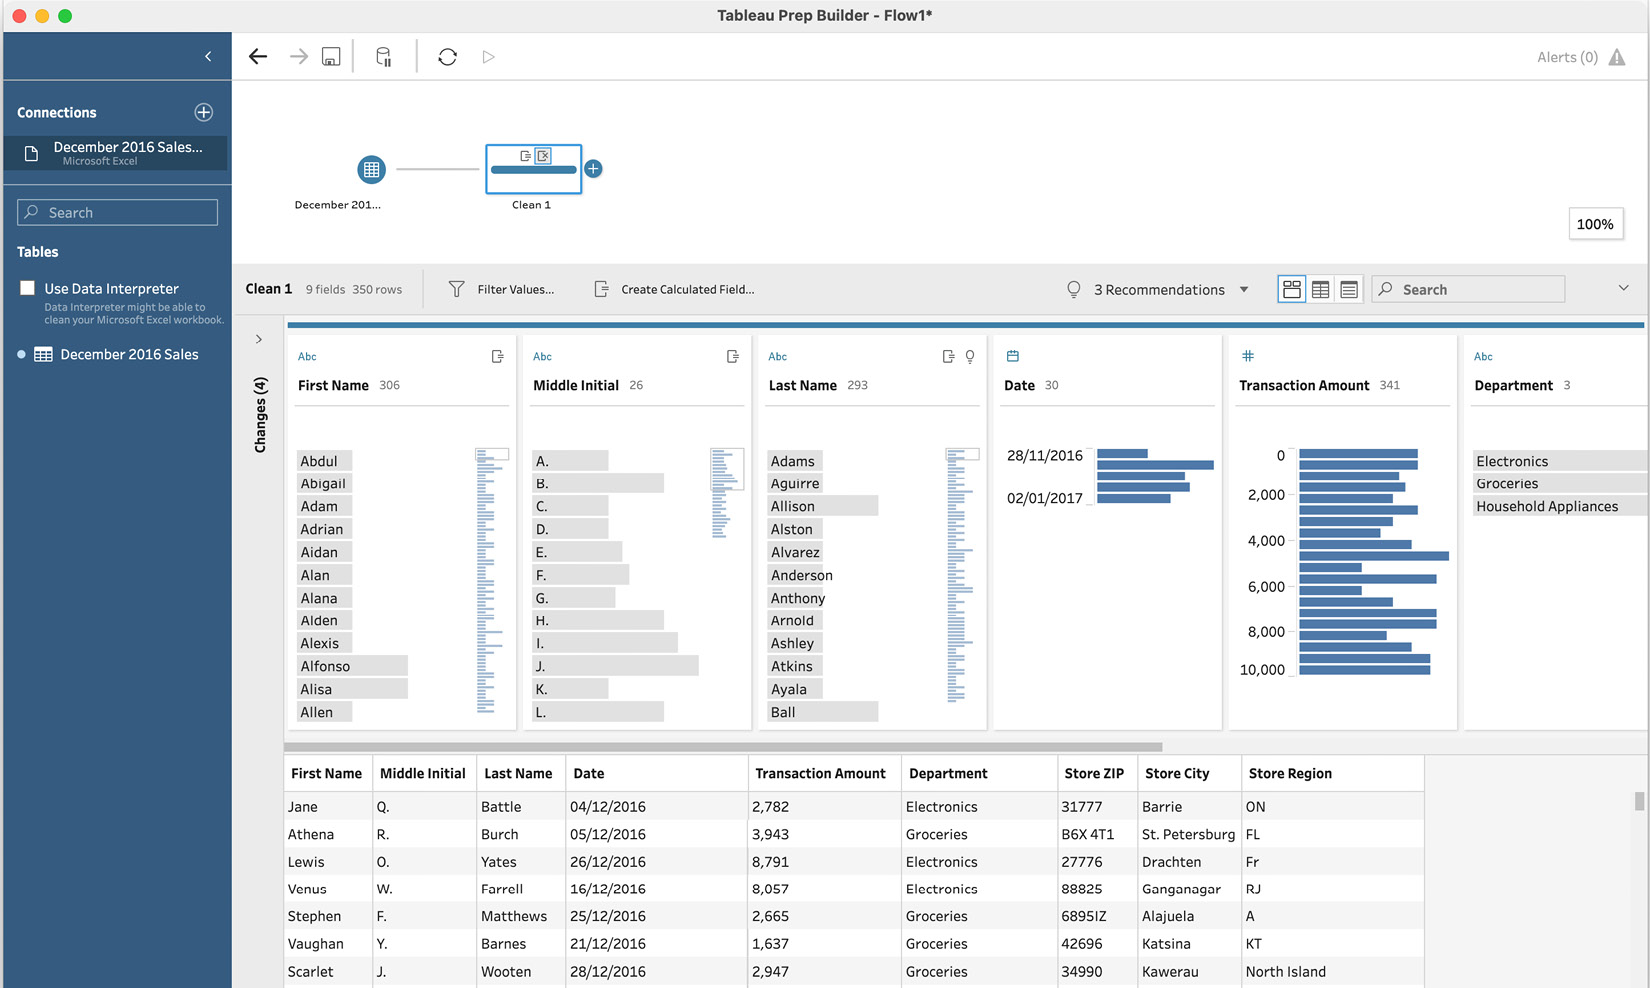 Tableau Prep Builder - Flow1*
Alerts (0)
Connections
December 2016 Sales...
Microsoft Excel
Search
Tables
Use Data Interpreter
Data Interpreter might be able to
clean your Microsoft Excel workbook.
December 2016 Sales
December 201...
Clean 1
100%
Clean 1 9 fields 350 rows Filter Values... Create Calculated Field... 3 Recommendations Search
Changes (4)
Abc Abc Abc # Abc
First Name 306 Middle Initial 26 Last Name 293 Date 30 Transaction Amount 341 Department 3
Abdul
Abigail
Adam
Adrian
Aidan
Alan
Alana
Alden
Alexis
Alfonso
Alisa
Allen
A.
B.
C.
D.
E.
F.
G.
H.
I.
J.
K.
L.
Adams
Aguirre
Allison
Alston
Alvarez
Anderson
Anthony
Arnold
Ashley
Atkins
Ayala
Ball
28/11/2016
02/01/2017
0
2,000
4,000
6,000
8,000
10,000
Electronics
Groceries
Household Appliances
First Name Middle Initial Last Name Date Transaction Amount Department Store ZIP Store City Store Region
Jane Q. Battle 04/12/2016 2,782 Electronics 31777 Barrie ON
Athena R. Burch 05/12/2016 3,943 Groceries B6X 4T1 St. Petersburg FL
Lewis O. Yates 26/12/2016 8,791 Electronics 27776 Drachten Fr
Venus W. Farrell 16/12/2016 8,057 Electronics 88825 Ganganagar RJ
Stephen F. Matthews 25/12/2016 2,665 Groceries 6895IZ Alajuela A
Vaughan Y. Barnes 21/12/2016 1,637 Groceries 42696 Katsina KT
Scarlet J. Wooten 28/12/2016 2,947 Groceries 34990 Kawerau North Island